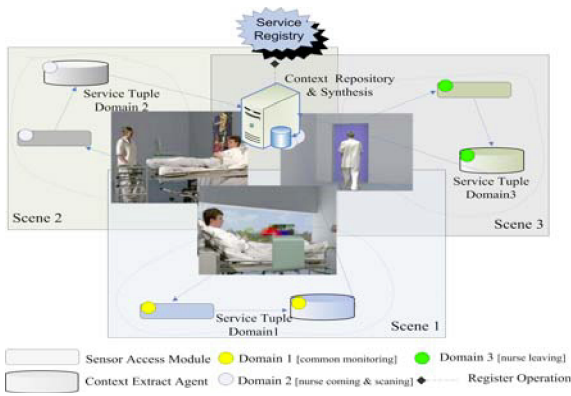 Service
Registry
Context Repository
& Synthesis
Service Tuple
Domain 2
Service Tuple
Domain3
Scene 2
Scene 3
Service Tuple
Domain1
Scene 1
Sensor Access Module
Domain 1 [common monitoring]
Domain 3 [nurse leaving]
Context Extract Agent
Domain 2 [nurse coming & scaning]
Register Operation